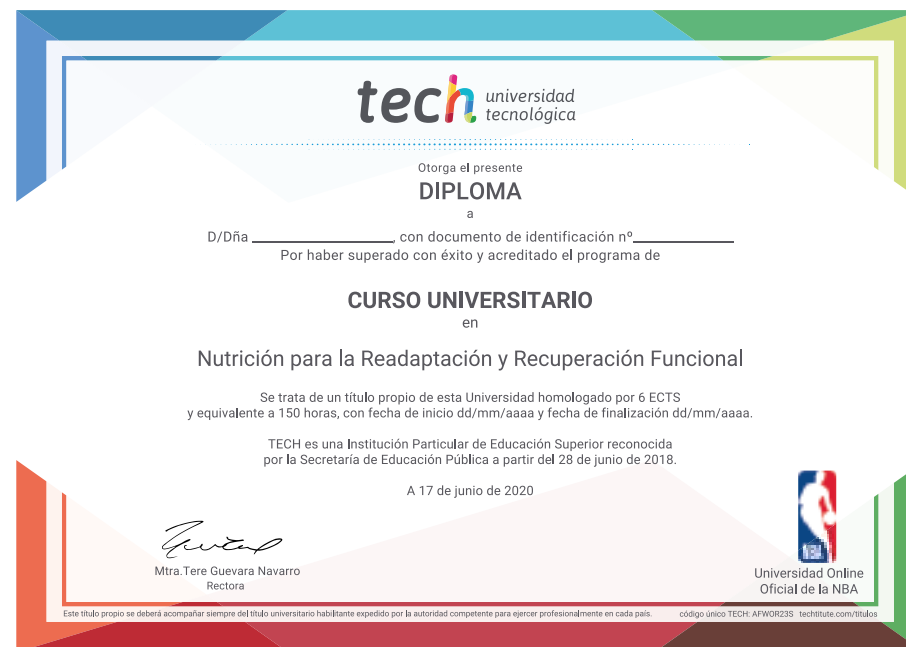 tech universidad
tecnológica
Otorga el presente
DIPLOMA
a
D/Dña ____________________, con documento de identificación nº______________
Por haber superado con éxito y acreditado el programa de
CURSO UNIVERSITARIO
en
Nutrición para la Readaptación y Recuperación Funcional
Se trata de un título propio de esta Universidad homologado por 6 ECTS
y equivalente a 150 horas, con fecha de inicio dd/mm/aaaa y fecha de finalización dd/mm/aaaa.
TECH es una Institución Particular de Educación Superior reconocida
por la Secretaría de Educación Pública a partir del 28 de junio de 2018.
A 17 de junio de 2020
Mtra.Tere Guevara Navarro
Rectora
NBA
Universidad Online
Oficial de la NBA
Este título propio se deberá acompañar siempre del título universitario habilitante expedido por la autoridad competente para ejercer profesionalmente en cada país. código único TECH: AFWOR23S techtitute.com/titulos